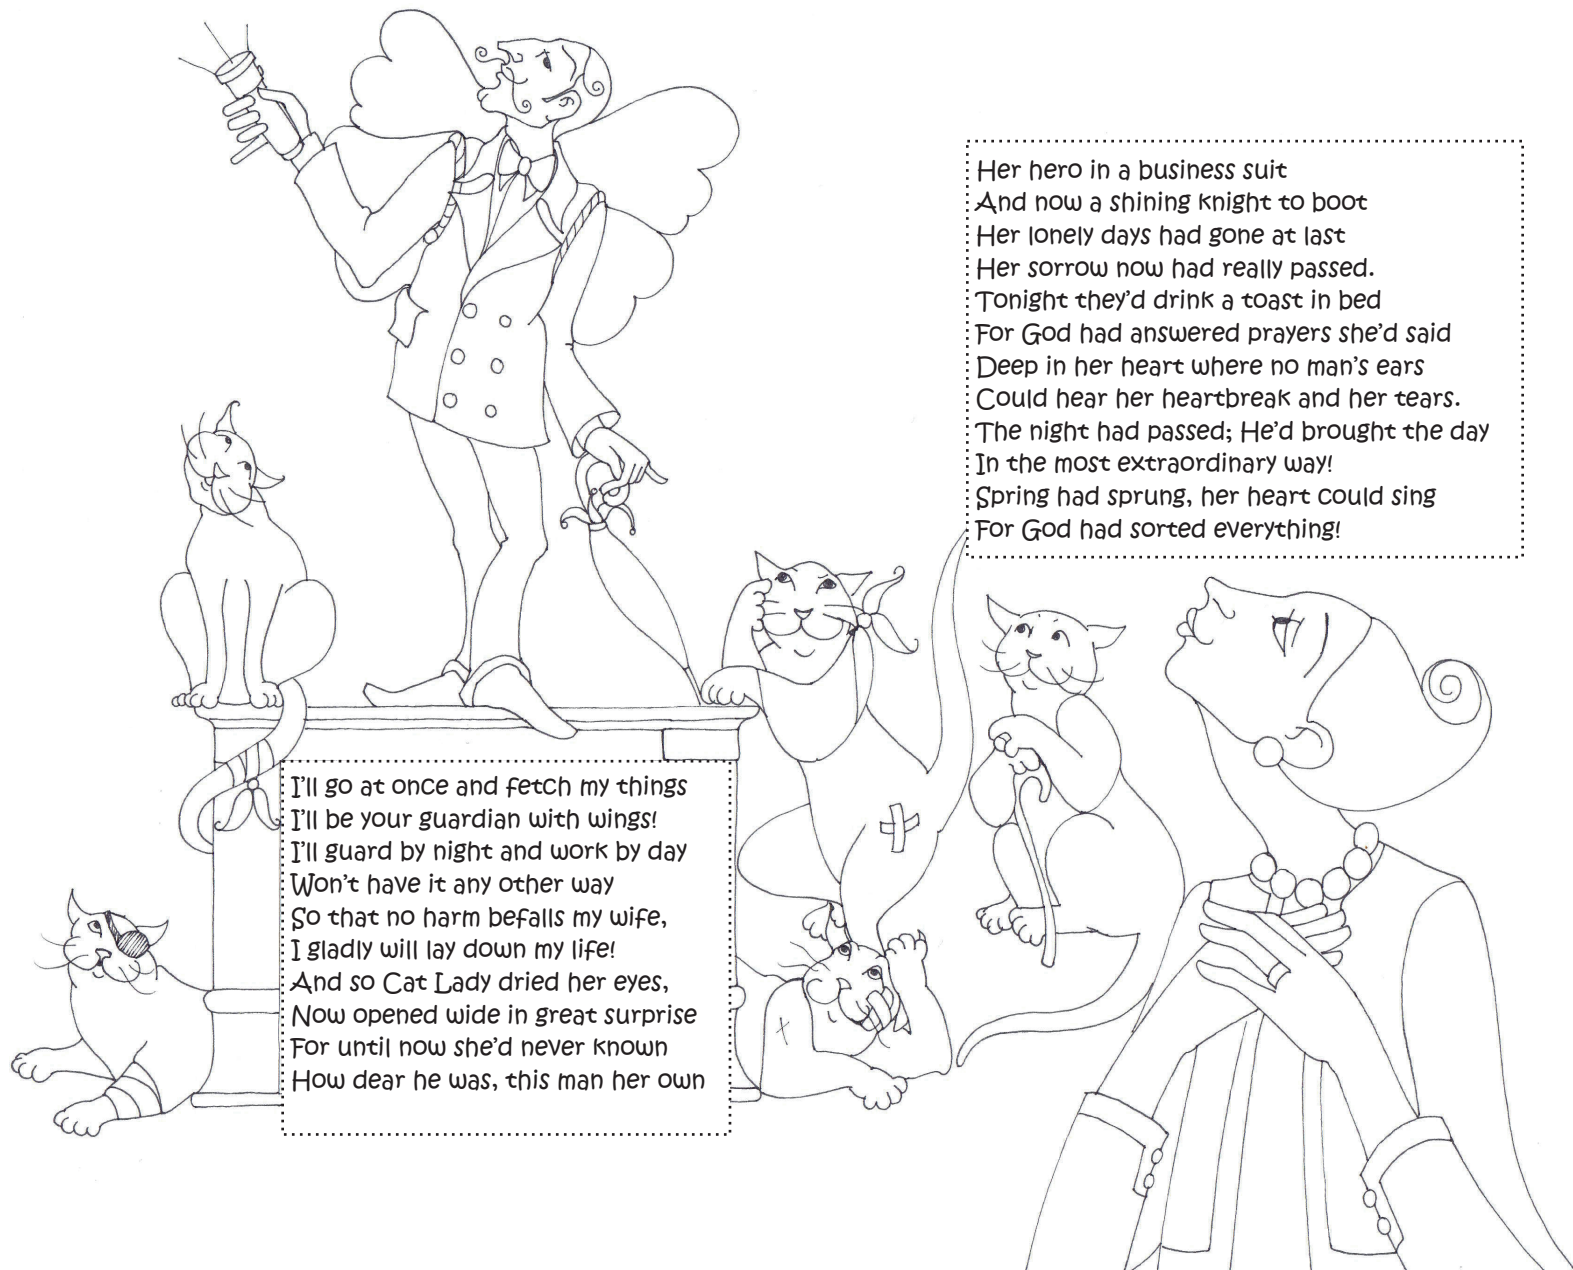 I'll go at once and fetch my things
I'll be your guardian with wings!
I'll guard by night and work by day
Won't have it any other way
So that no harm befalls my wife,
I gladly will lay down my life!
And so Cat Lady dried her eyes,
Now opened wide in great surprise
For until now she'd never known
How dear he was, this man her own
Her hero in a business suit
And now a shining knight to boot
Her lonely days had gone at last
Her sorrow now had really passed.
Tonight they'd drink a toast in bed
For God had answered prayers she'd said
Deep in her heart where no man's ears
Could hear her heartbreak and her tears.
The night had passed; He'd brought the day
In the most extraordinary way!
Spring had sprung, her heart could sing
For God had sorted everything!